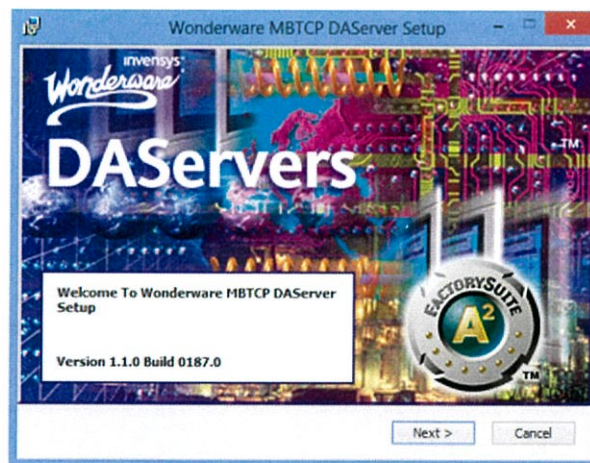 Wonderware MBTCP DAServer Setup
invensys
Wonderware
DAServers
TM
Welcome To Wonderware MBTCP DAServer
Setup
Version 1.1.0 Build 0187.0
FACTORYSUITE
A²
TM
Next >
Cancel